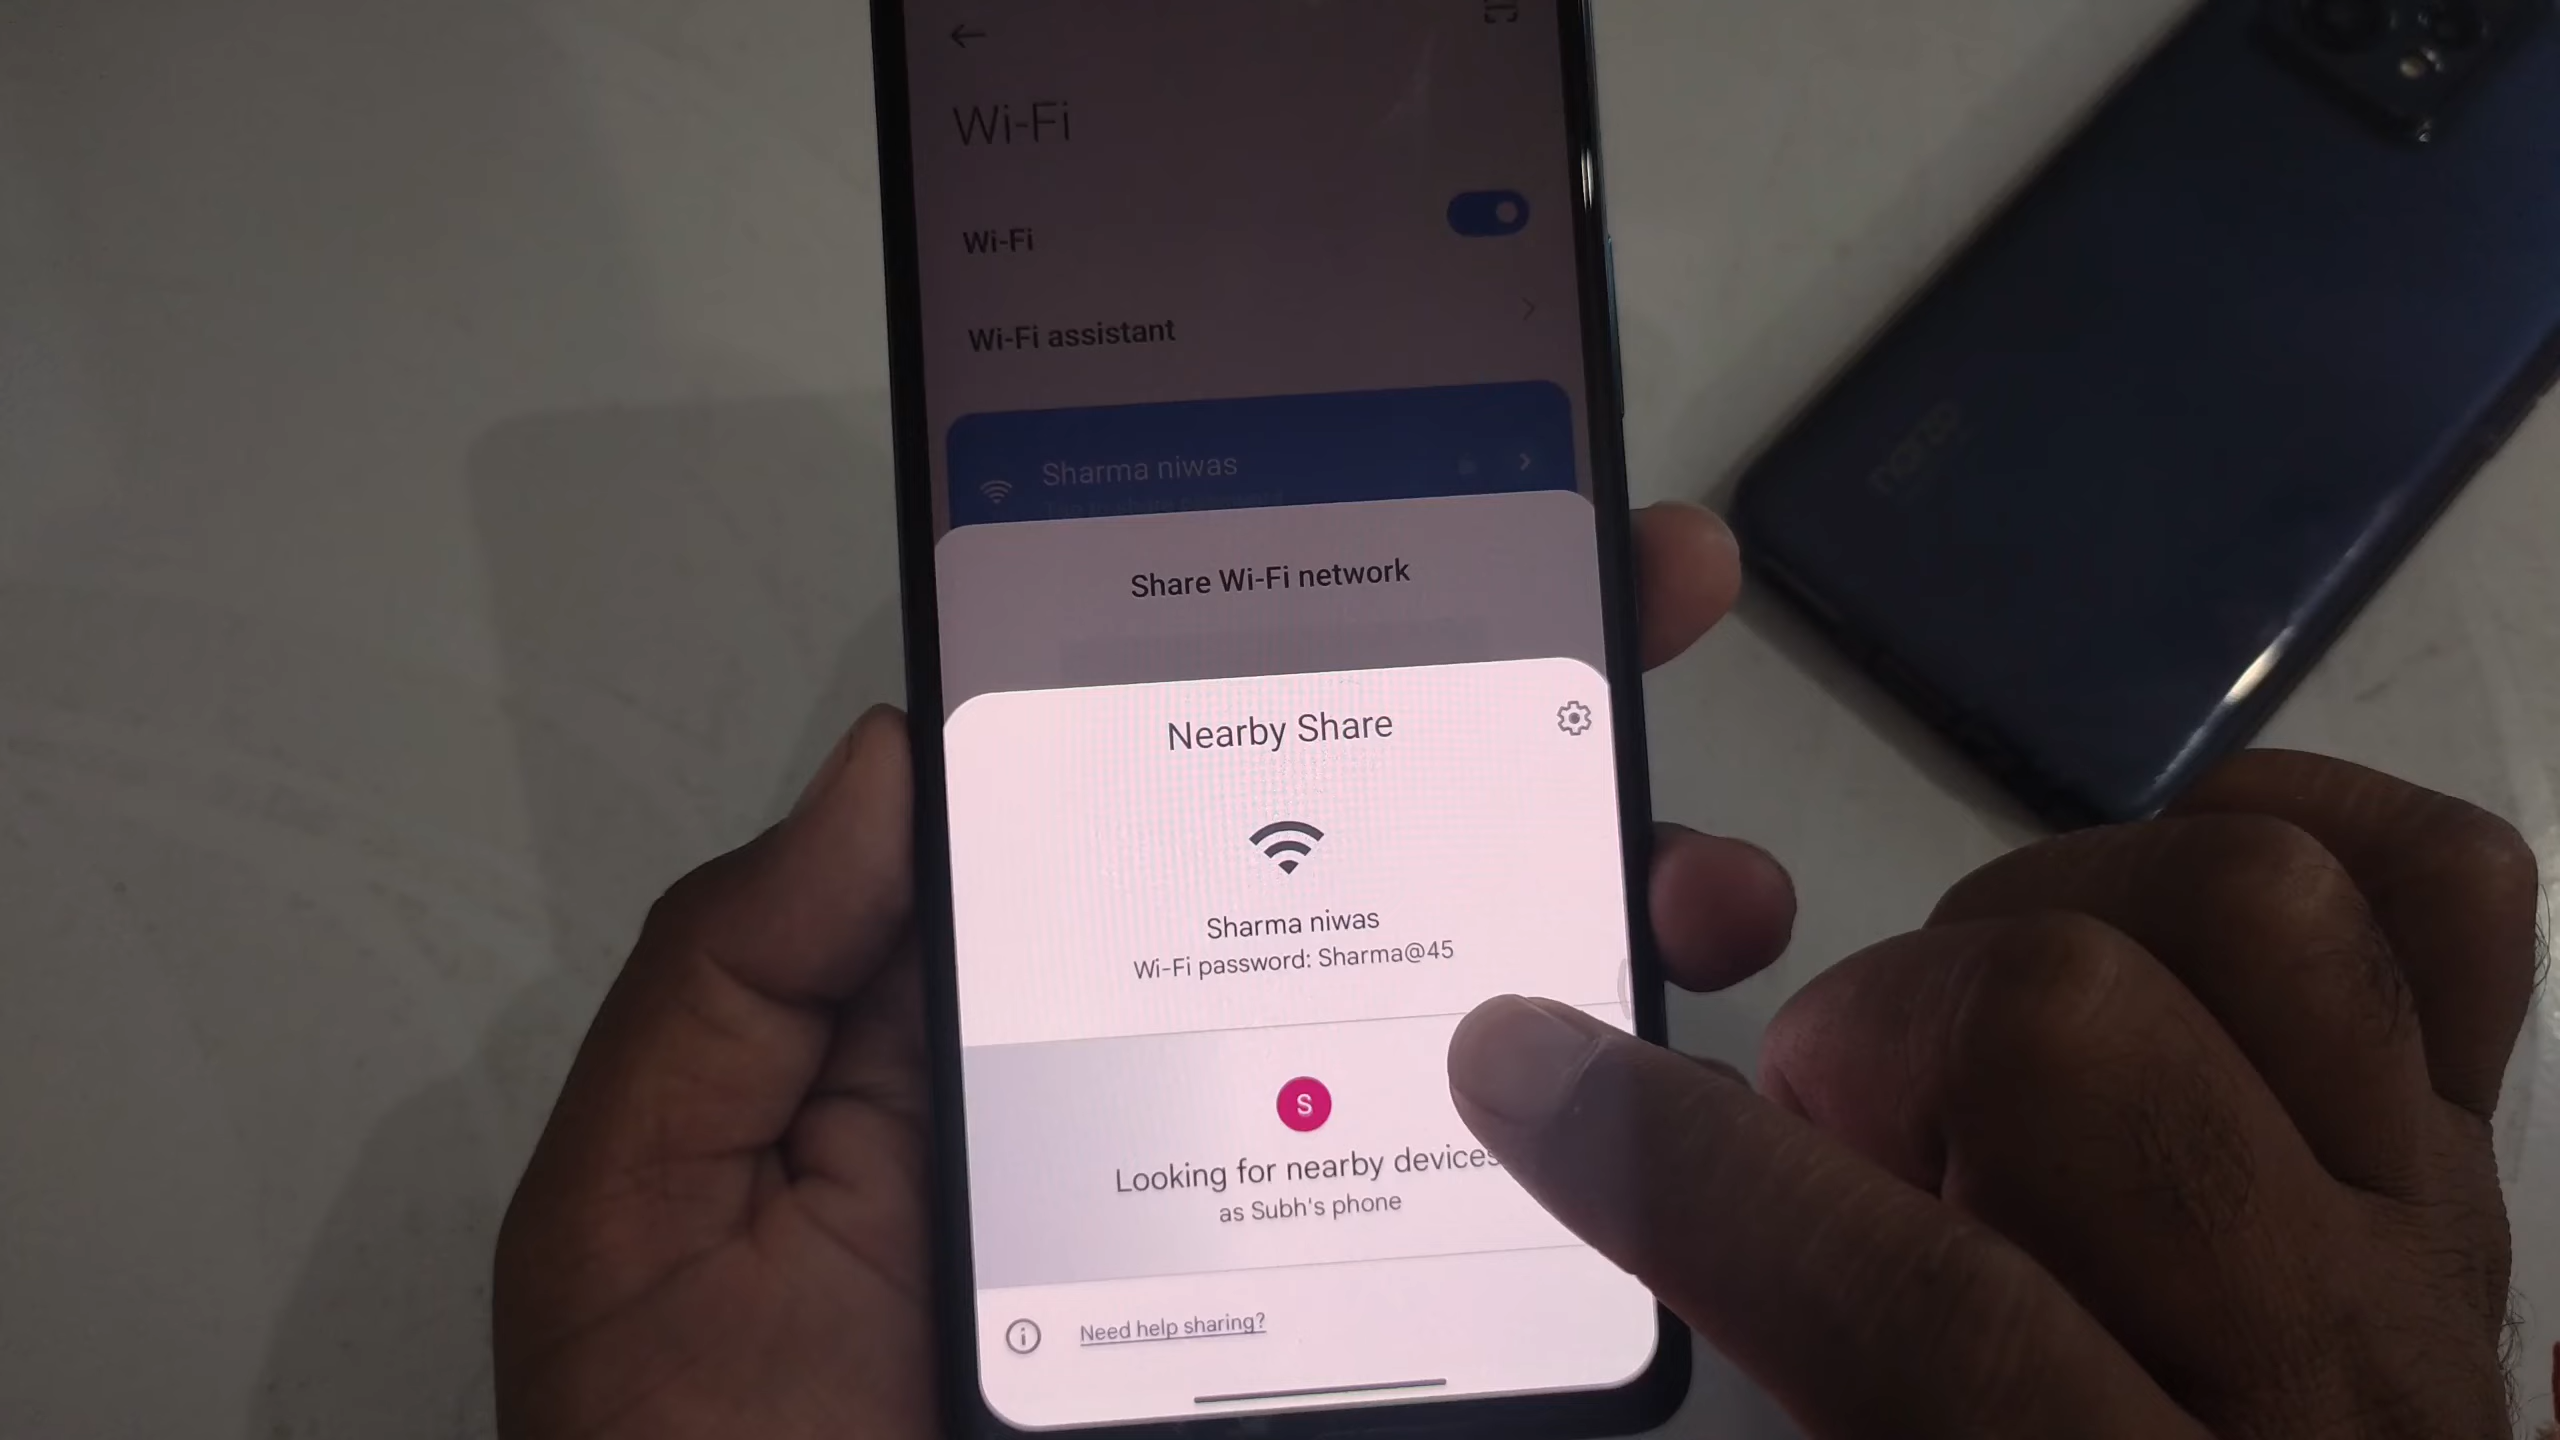 Wi-Fi
Wi-Fi
Wi-Fi assistant
Sharma niwas
Share Wi-Fi network
Nearby Share
Sharma niwas
Wi-Fi password: Sharma@45
S
Looking for nearby devices
as Subh's phone
Need help sharing?